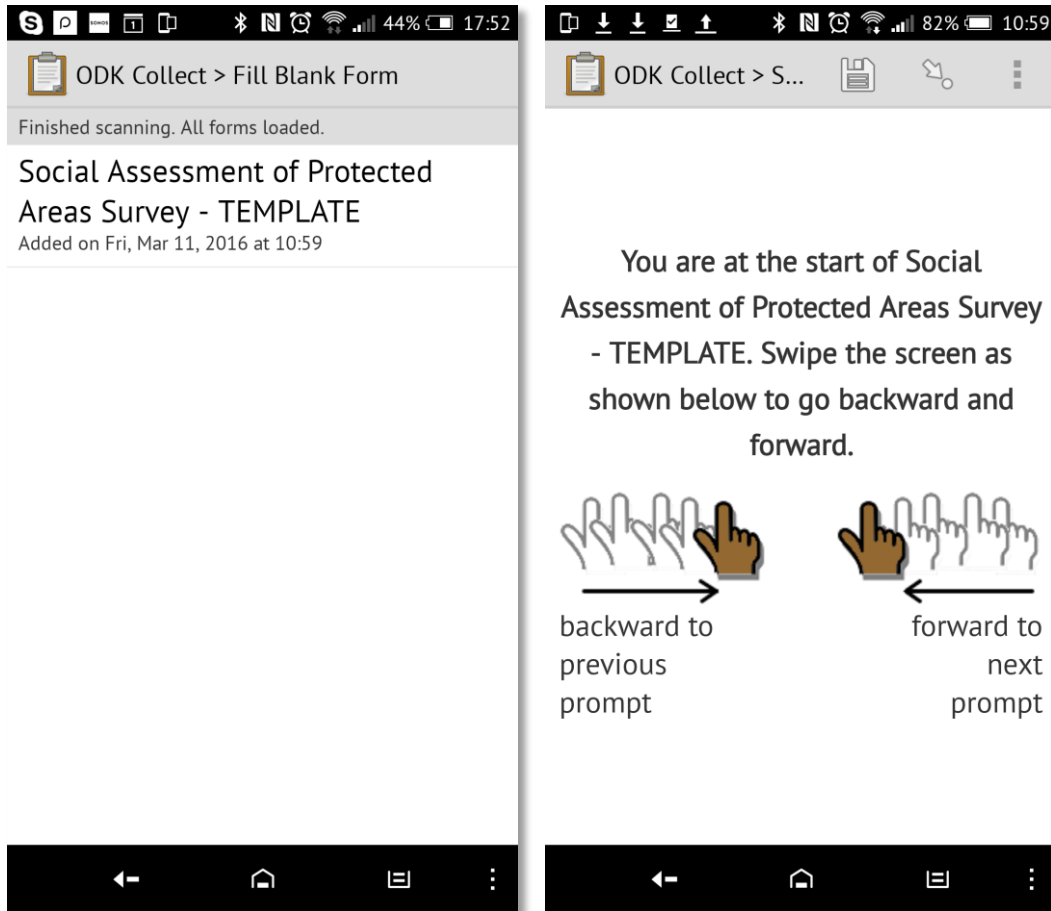 44% 17:52
ODK Collect > Fill Blank Form
Finished scanning. All forms loaded.
Social Assessment of Protected
Areas Survey - TEMPLATE
Added on Fri, Mar 11, 2016 at 10:59
82% 10:59
ODK Collect > S...
You are at the start of Social
Assessment of Protected Areas Survey
- TEMPLATE. Swipe the screen as
shown below to go backward and
forward.
backward to
previous
prompt
forward to
next
prompt